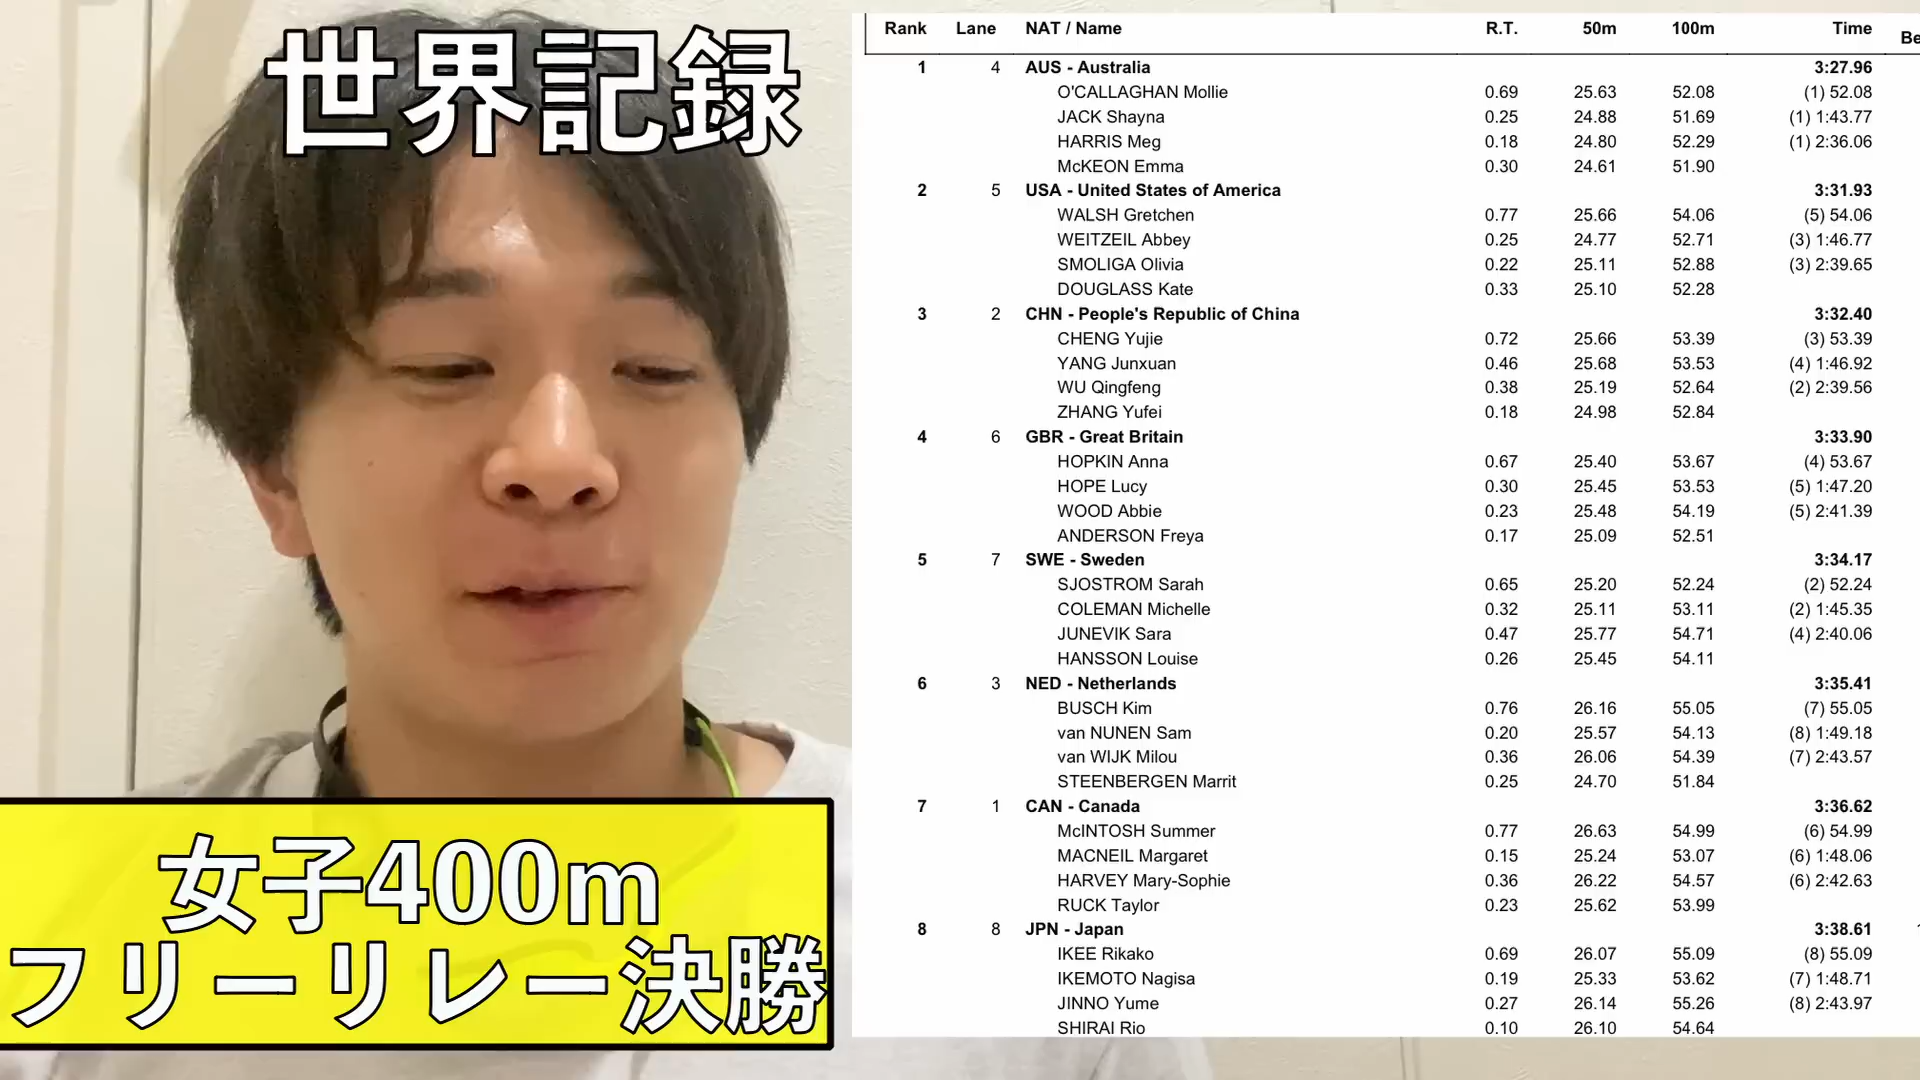 世界記録
女子400m
フリーリレー決勝
Rank Lane NAT / Name R.T. 50m 100m Time Be
1 4 AUS - Australia 3:27.96
O'CALLAGHAN Mollie 0.69 25.63 52.08 (1) 52.08
JACK Shayna 0.25 24.88 51.69 (1) 1:43.77
HARRIS Meg 0.18 24.80 52.29 (1) 2:36.06
McKEON Emma 0.30 24.61 51.90
2 5 USA - United States of America 3:31.93
WALSH Gretchen 0.77 25.66 54.06 (5) 54.06
WEITZEIL Abbey 0.25 24.77 52.71 (3) 1:46.77
SMOLIGA Olivia 0.22 25.11 52.88 (3) 2:39.65
DOUGLASS Kate 0.33 25.10 52.28
3 2 CHN - People's Republic of China 3:32.40
CHENG Yujie 0.72 25.66 53.39 (3) 53.39
YANG Junxuan 0.46 25.68 53.53 (4) 1:46.92
WU Qingfeng 0.38 25.19 52.64 (2) 2:39.56
ZHANG Yufei 0.18 24.98 52.84
4 6 GBR - Great Britain 3:33.90
HOPKIN Anna 0.67 25.40 53.67 (4) 53.67
HOPE Lucy 0.30 25.45 53.53 (5) 1:47.20
WOOD Abbie 0.23 25.48 54.19 (5) 2:41.39
ANDERSON Freya 0.17 25.09 52.51
5 7 SWE - Sweden 3:34.17
SJOSTROM Sarah 0.65 25.20 52.24 (2) 52.24
COLEMAN Michelle 0.32 25.11 53.11 (2) 1:45.35
JUNEVIK Sara 0.47 25.77 54.71 (4) 2:40.06
HANSSON Louise 0.26 25.45 54.11
6 3 NED - Netherlands 3:35.41
BUSCH Kim 0.76 26.16 55.05 (7) 55.05
van NUNEN Sam 0.20 25.57 54.13 (8) 1:49.18
van WIJK Milou 0.36 26.06 54.39 (7) 2:43.57
STEENBERGEN Marrit 0.25 24.70 51.84
7 1 CAN - Canada 3:36.62
McINTOSH Summer 0.77 26.63 54.99 (6) 54.99
MACNEIL Margaret 0.15 25.24 53.07 (6) 1:48.06
HARVEY Mary-Sophie 0.36 26.22 54.57 (6) 2:42.63
RUCK Taylor 0.23 25.62 53.99
8 8 JPN - Japan 3:38.61
IKEE Rikako 0.69 26.07 55.09 (8) 55.09
IKEMOTO Nagisa 0.19 25.33 53.62 (7) 1:48.71
JINNO Yume 0.27 26.14 55.26 (8) 2:43.97
SHIRAI Rio 0.10 26.10 54.64